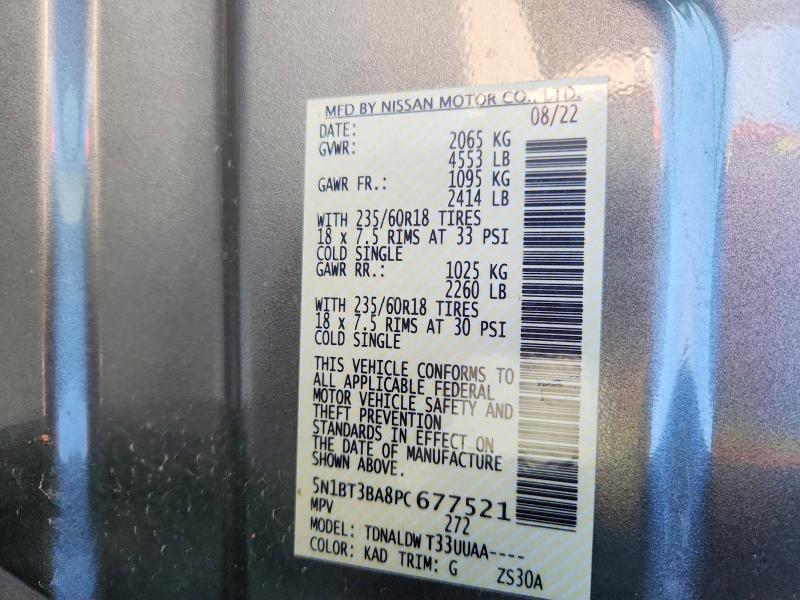 MFD BY NISSAN MOTOR CO., LTD.
DATE: 08/22
GVWR: 2065 KG
4553 LB
GAWR FR.: 1095 KG
2414 LB
WITH 235/60R18 TIRES
18 x 7.5 RIMS AT 33 PSI
COLD SINGLE
GAWR RR.: 1025 KG
2260 LB
WITH 235/60R18 TIRES
18 x 7.5 RIMS AT 30 PSI
COLD SINGLE
THIS VEHICLE CONFORMS TO
ALL APPLICABLE FEDERAL
MOTOR VEHICLE SAFETY AND
THEFT PREVENTION
STANDARDS IN EFFECT ON
THE DATE OF MANUFACTURE
SHOWN ABOVE.
5N1BT3BA8PC677521
MPV 272
MODEL: TDNALDW T33UUAA----
COLOR: KAD TRIM: G ZS30A